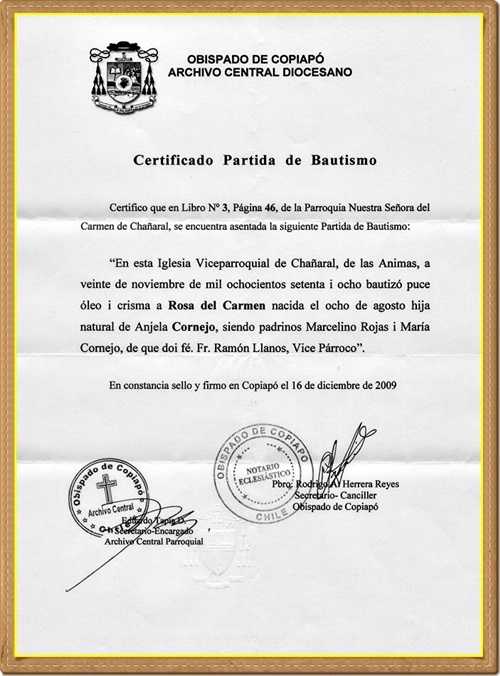 OBISPADO DE COPIAPÓ
ARCHIVO CENTRAL DIOCESANO
Certificado Partida de Bautismo
Certifico que en Libro Nº 3, Página 46, de la Parroquia Nuestra Señora del
Carmen de Chañaral, se encuentra asentada la siguiente Partida de Bautismo:
“En esta Iglesia Viceparroquial de Chañaral, de las Animas, a
veinte de noviembre de mil ochocientos setenta i ocho bautizó puce
óleo i crisma a Rosa del Carmen nacida el ocho de agosto hija
natural de Anjela Cornejo, siendo padrinos Marcelino Rojas i María
Cornejo, de que doi fé. Fr. Ramón Llanos, Vice Párroco”.
En constancia sello y firmo en Copiapó el 16 de diciembre de 2009
OBISPADO DE COPIAPÓ
NOTARIO
ECLESIÁSTICO
CHILE
Pbro. Rodrigo A. Herrera Reyes
Secretario- Canciller
Obispado de Copiapó
Obispado de Copiapó
Archivo Central
Chile
Eduardo Tapia D.
Secretario-Encargado
Archivo Central Parroquial